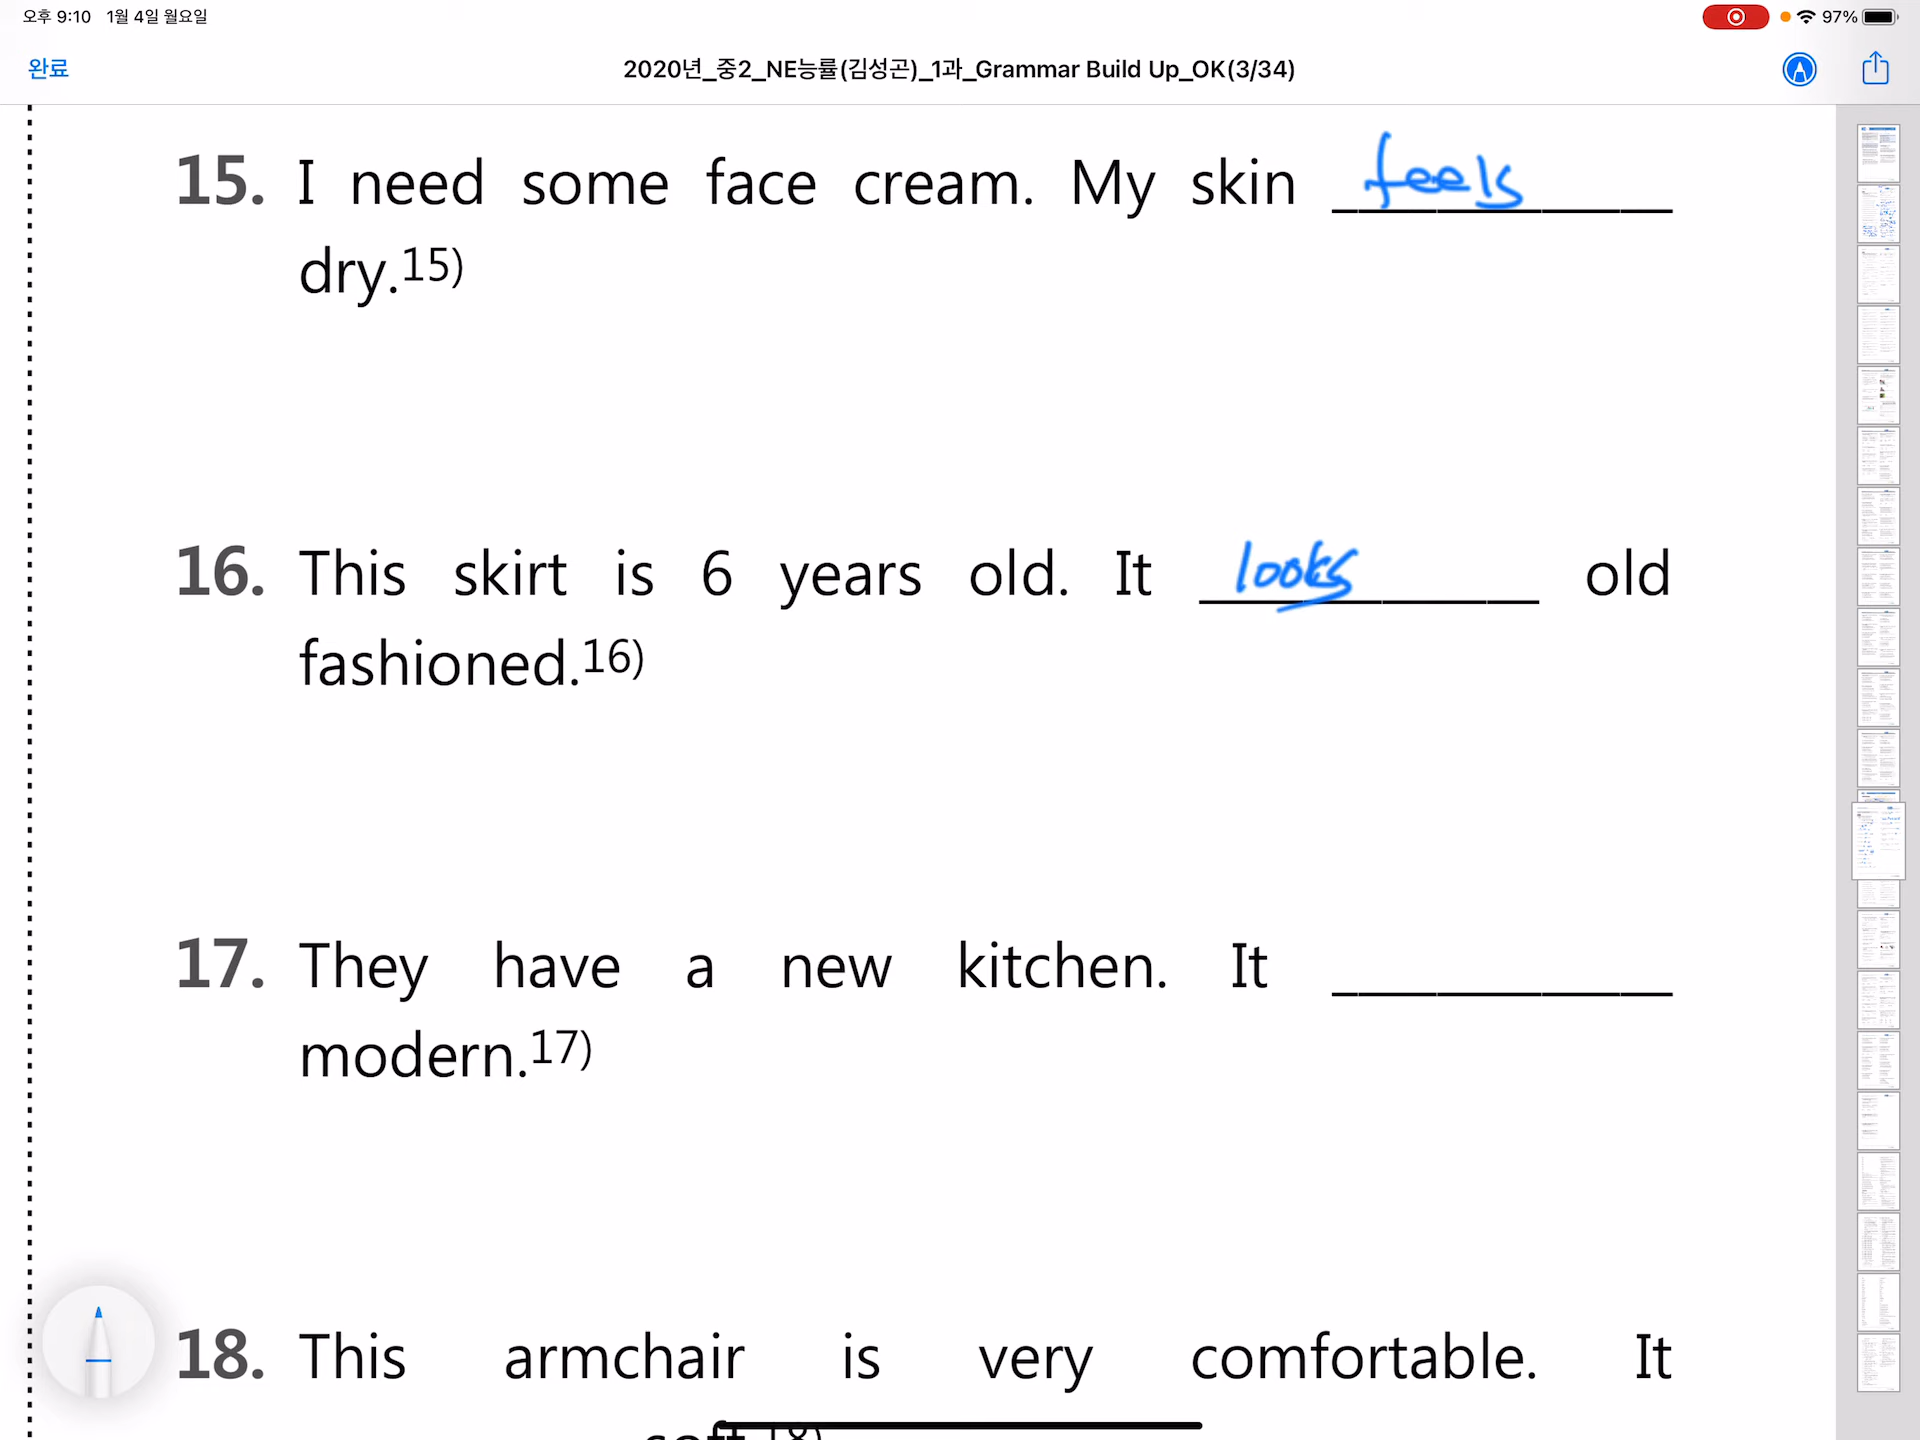 오후 9:10 1월 4일 월요일
97%
완료
2020년_중2_NE능률(김성곤)_1과_Grammar Build Up_OK(3/34)
15. I need some face cream. My skin feels
dry.15)
16. This skirt is 6 years old. It looks old
fashioned.16)
17. They have a new kitchen. It
modern.17)
18. This armchair is very comfortable. It
soft.18)